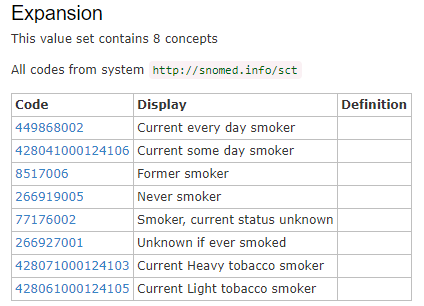 Expansion
This value set contains 8 concepts
All codes from system http://snomed.info/sct
Code Display Definition
449868002 Current every day smoker
428041000124106 Current some day smoker
8517006 Former smoker
266919005 Never smoker
77176002 Smoker, current status unknown
266927001 Unknown if ever smoked
428071000124103 Current Heavy tobacco smoker
428061000124105 Current Light tobacco smoker